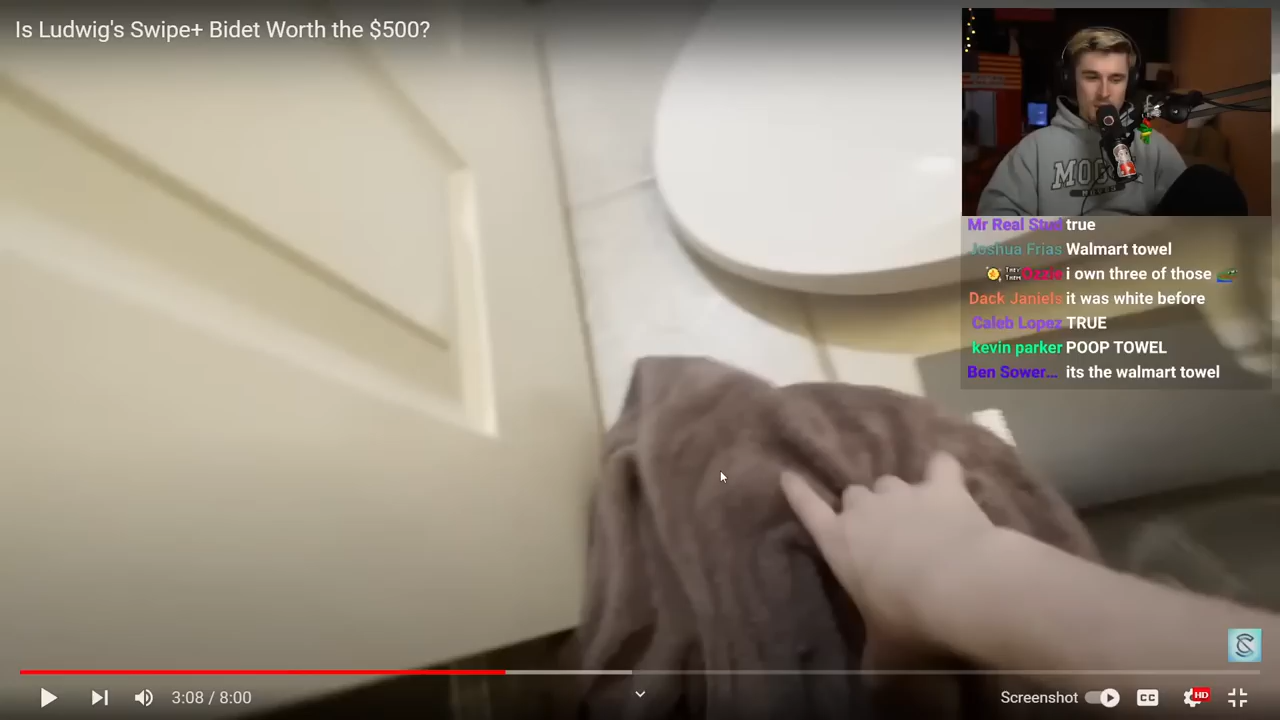 Is Ludwig's Swipe+ Bidet Worth the $500?
Mr Real Stud true
Joshua Frias Walmart towel
Ozzie i own three of those
Dack Janiels it was white before
Caleb Lopez TRUE
kevin parker POOP TOWEL
Ben Sower... its the walmart towel
3:08 / 8:00
Screenshot
CC
HD